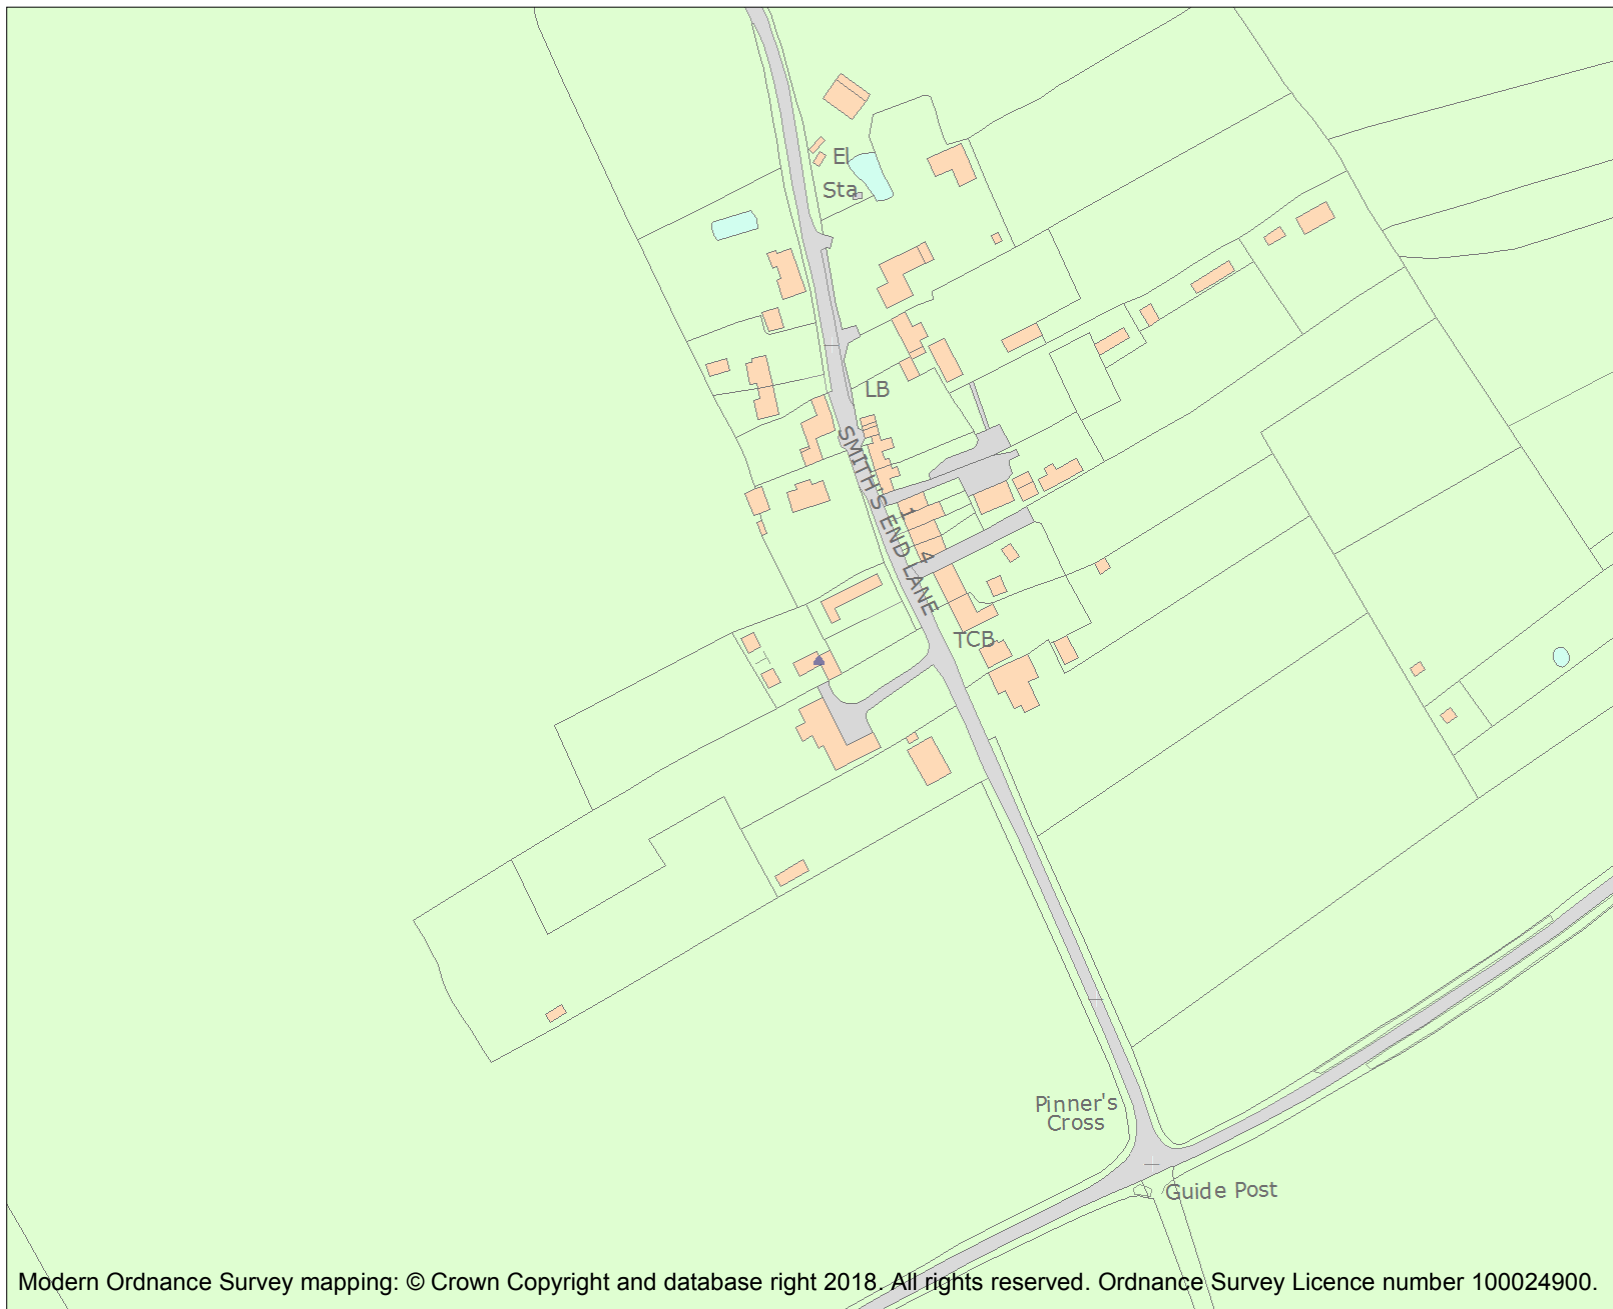 El
Sta
LB
SMITH'S END LANE
1
4
TCB
Pinner's
Cross
Guide Post
Modern Ordnance Survey mapping: © Crown Copyright and database right 2018. All rights reserved. Ordnance Survey Licence number 100024900.